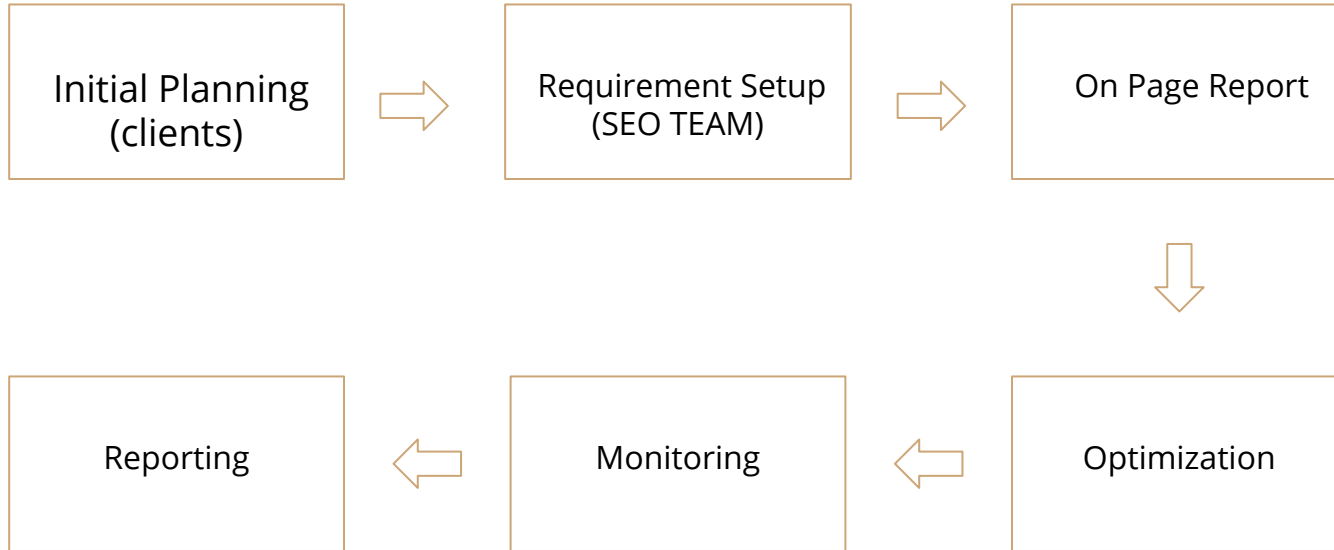 Initial Planning
(clients)
Requirement Setup
(SEO TEAM)
On Page Report
Reporting
Monitoring
Optimization